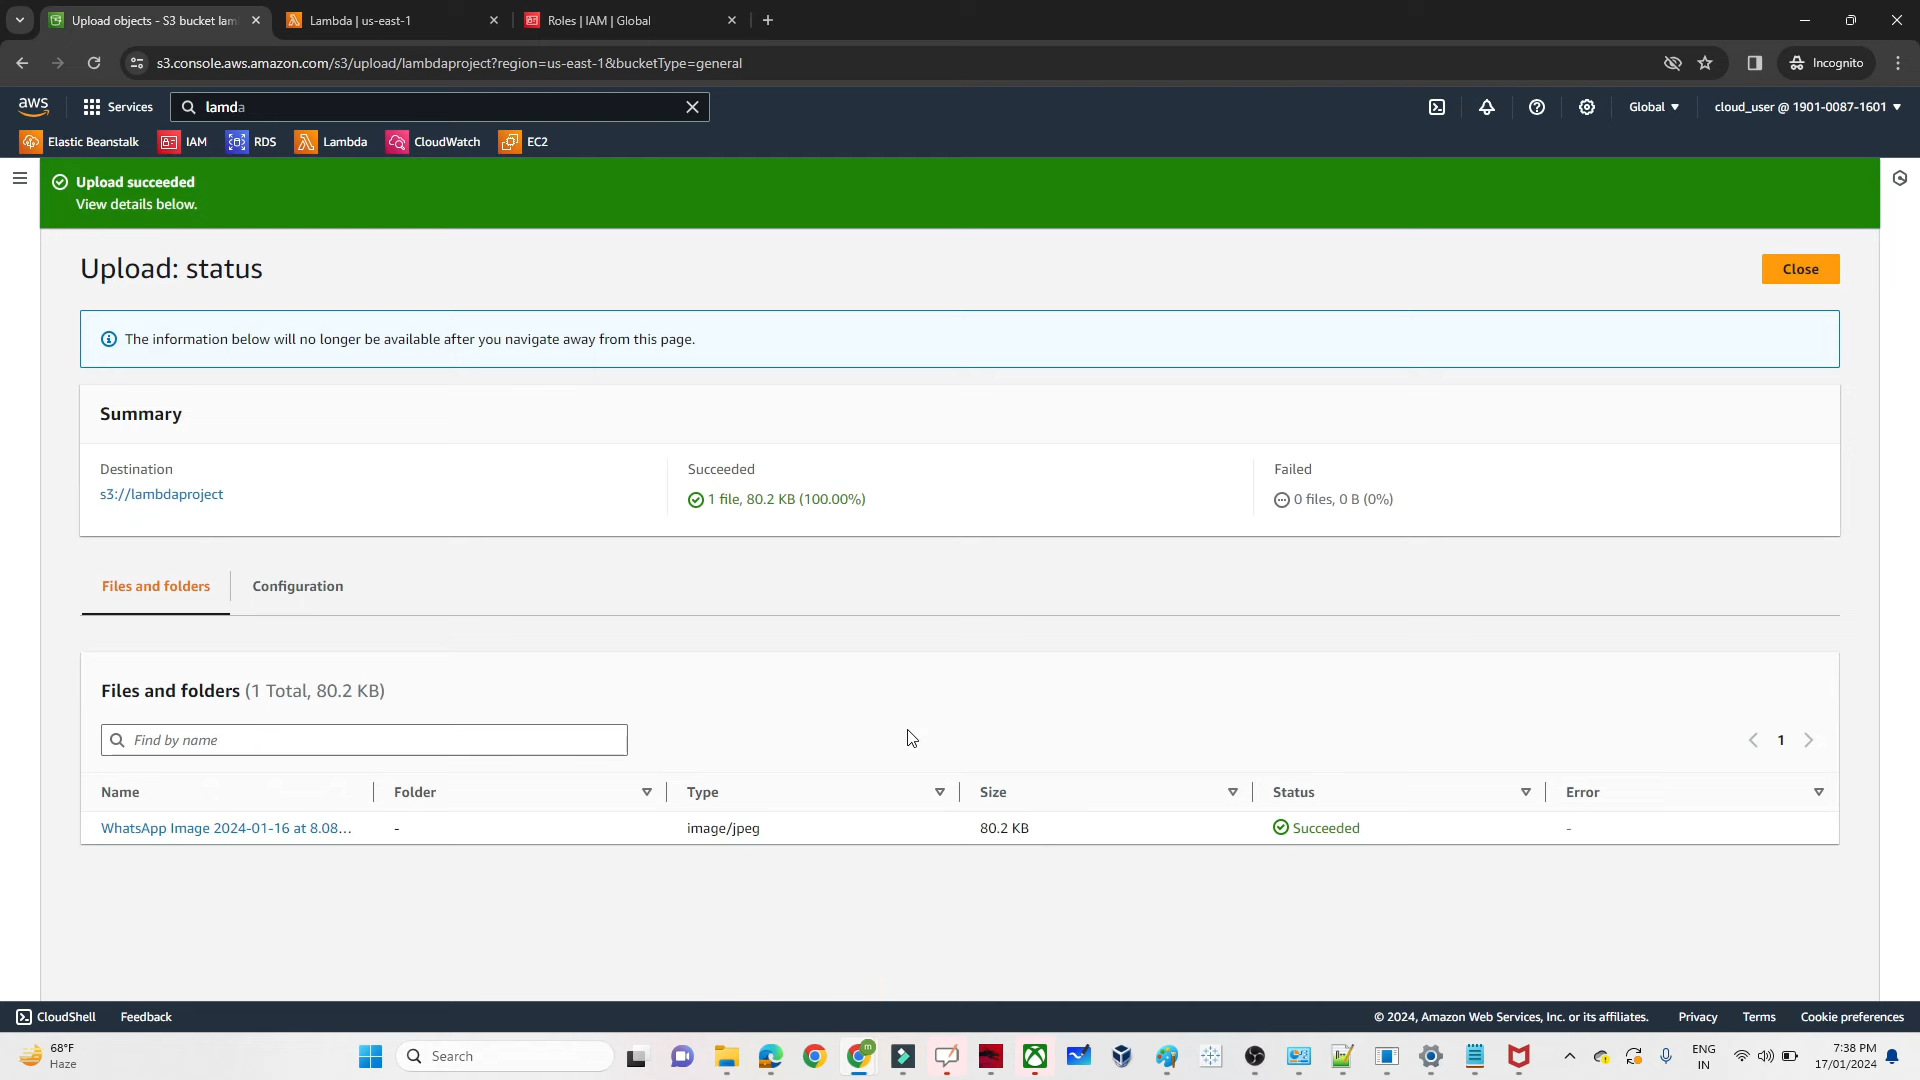 Upload objects - S3 bucket lam
Lambda | us-east-1
Roles | IAM | Global
s3.console.aws.amazon.com/s3/upload/lambdaproject?region=us-east-1&bucketType=general
Incognito
aws
Services
lamda
Global
cloud_user @ 1901-0087-1601
Elastic Beanstalk
IAM
RDS
Lambda
CloudWatch
EC2
Upload succeeded
View details below.
Upload: status
Close
The information below will no longer be available after you navigate away from this page.
Summary
Destination
s3://lambdaproject
Succeeded
1 file, 80.2 KB (100.00%)
Failed
0 files, 0 B (0%)
Files and folders
Configuration
Files and folders (1 Total, 80.2 KB)
Find by name
1
Name
Folder
Type
Size
Status
Error
WhatsApp Image 2024-01-16 at 8.08...
-
image/jpeg
80.2 KB
Succeeded
-
CloudShell
Feedback
© 2024, Amazon Web Services, Inc. or its affiliates.
Privacy
Terms
Cookie preferences
68°F
Haze
Search
ENG
IN
7:38 PM
17/01/2024